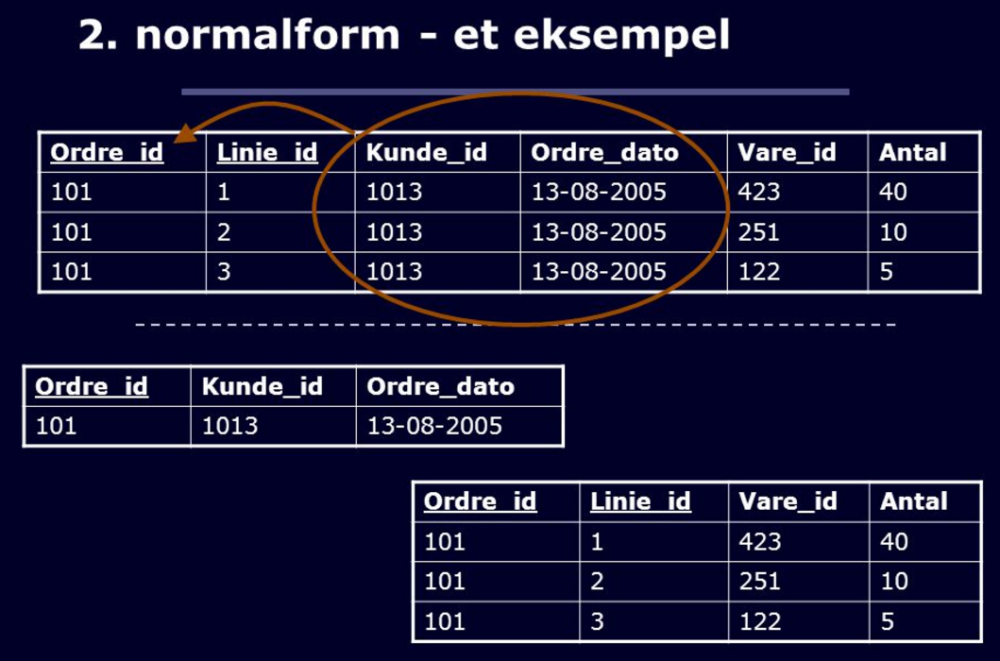 2. normalform - et eksempel
Ordre_id Linie_id Kunde_id Ordre_dato Vare_id Antal
101 1 1013 13-08-2005 423 40
101 2 1013 13-08-2005 251 10
101 3 1013 13-08-2005 122 5
Ordre_id Kunde_id Ordre_dato
101 1013 13-08-2005
Ordre_id Linie_id Vare_id Antal
101 1 423 40
101 2 251 10
101 3 122 5